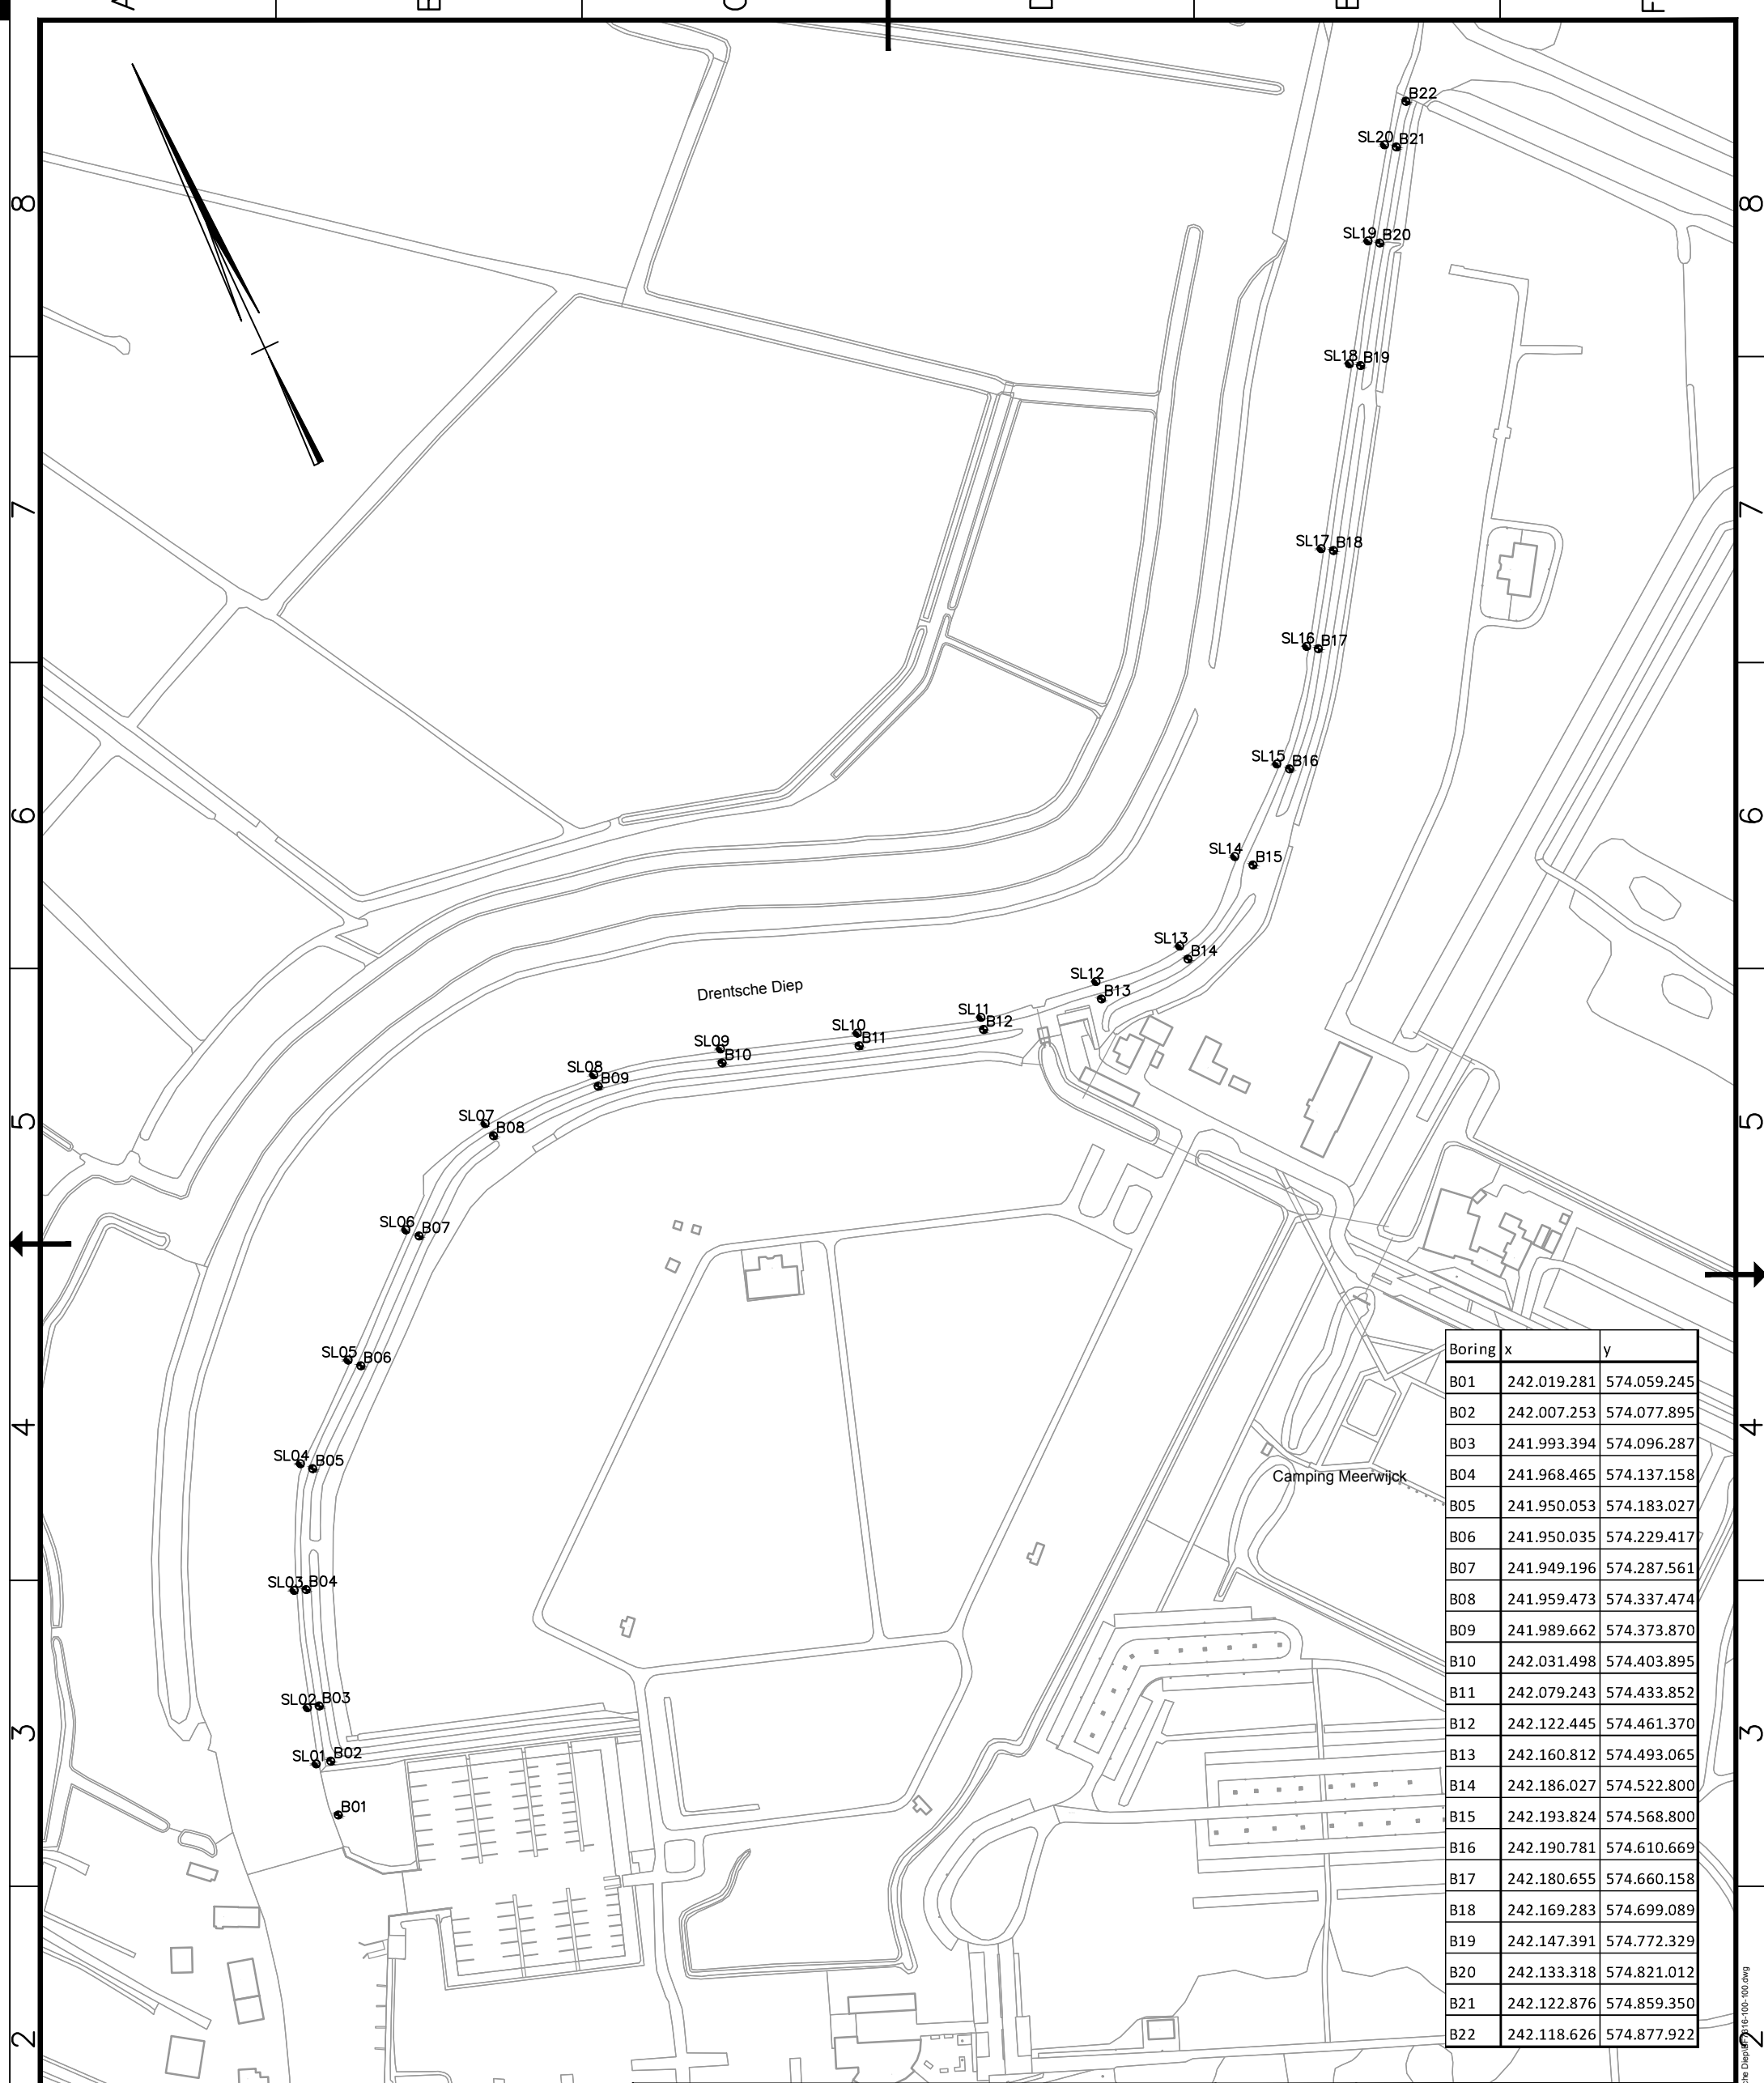 A B C D E F
B22
SL20 B21
8 8
SL19 B20
SL18 B19
7 7
SL17 B18
SL16 B17
SL15 B16
6 6
SL14 B15
SL13 B14
SL12 B13
Drentsche Diep
SL11 B12
SL10 B11
SL09 B10
SL08 B09
5 5
SL07 B08
SL06 B07
SL05 B06
4 4
SL04 B05
Camping Meerwijck
SL03 B04
SL02 B03
3 3
SL01 B02
B01
2 2
Boring x y
B01 242.019.281 574.059.245
B02 242.007.253 574.077.895
B03 241.993.394 574.096.287
B04 241.968.465 574.137.158
B05 241.950.053 574.183.027
B06 241.950.035 574.229.417
B07 241.949.196 574.287.561
B08 241.959.473 574.337.474
B09 241.989.662 574.373.870
B10 242.031.498 574.403.895
B11 242.079.243 574.433.852
B12 242.122.445 574.461.370
B13 242.160.812 574.493.065
B14 242.186.027 574.522.800
B15 242.193.824 574.568.800
B16 242.190.781 574.610.669
B17 242.180.655 574.660.158
B18 242.169.283 574.699.089
B19 242.147.391 574.772.329
B20 242.133.318 574.821.012
B21 242.122.876 574.859.350
B22 242.118.626 574.877.922